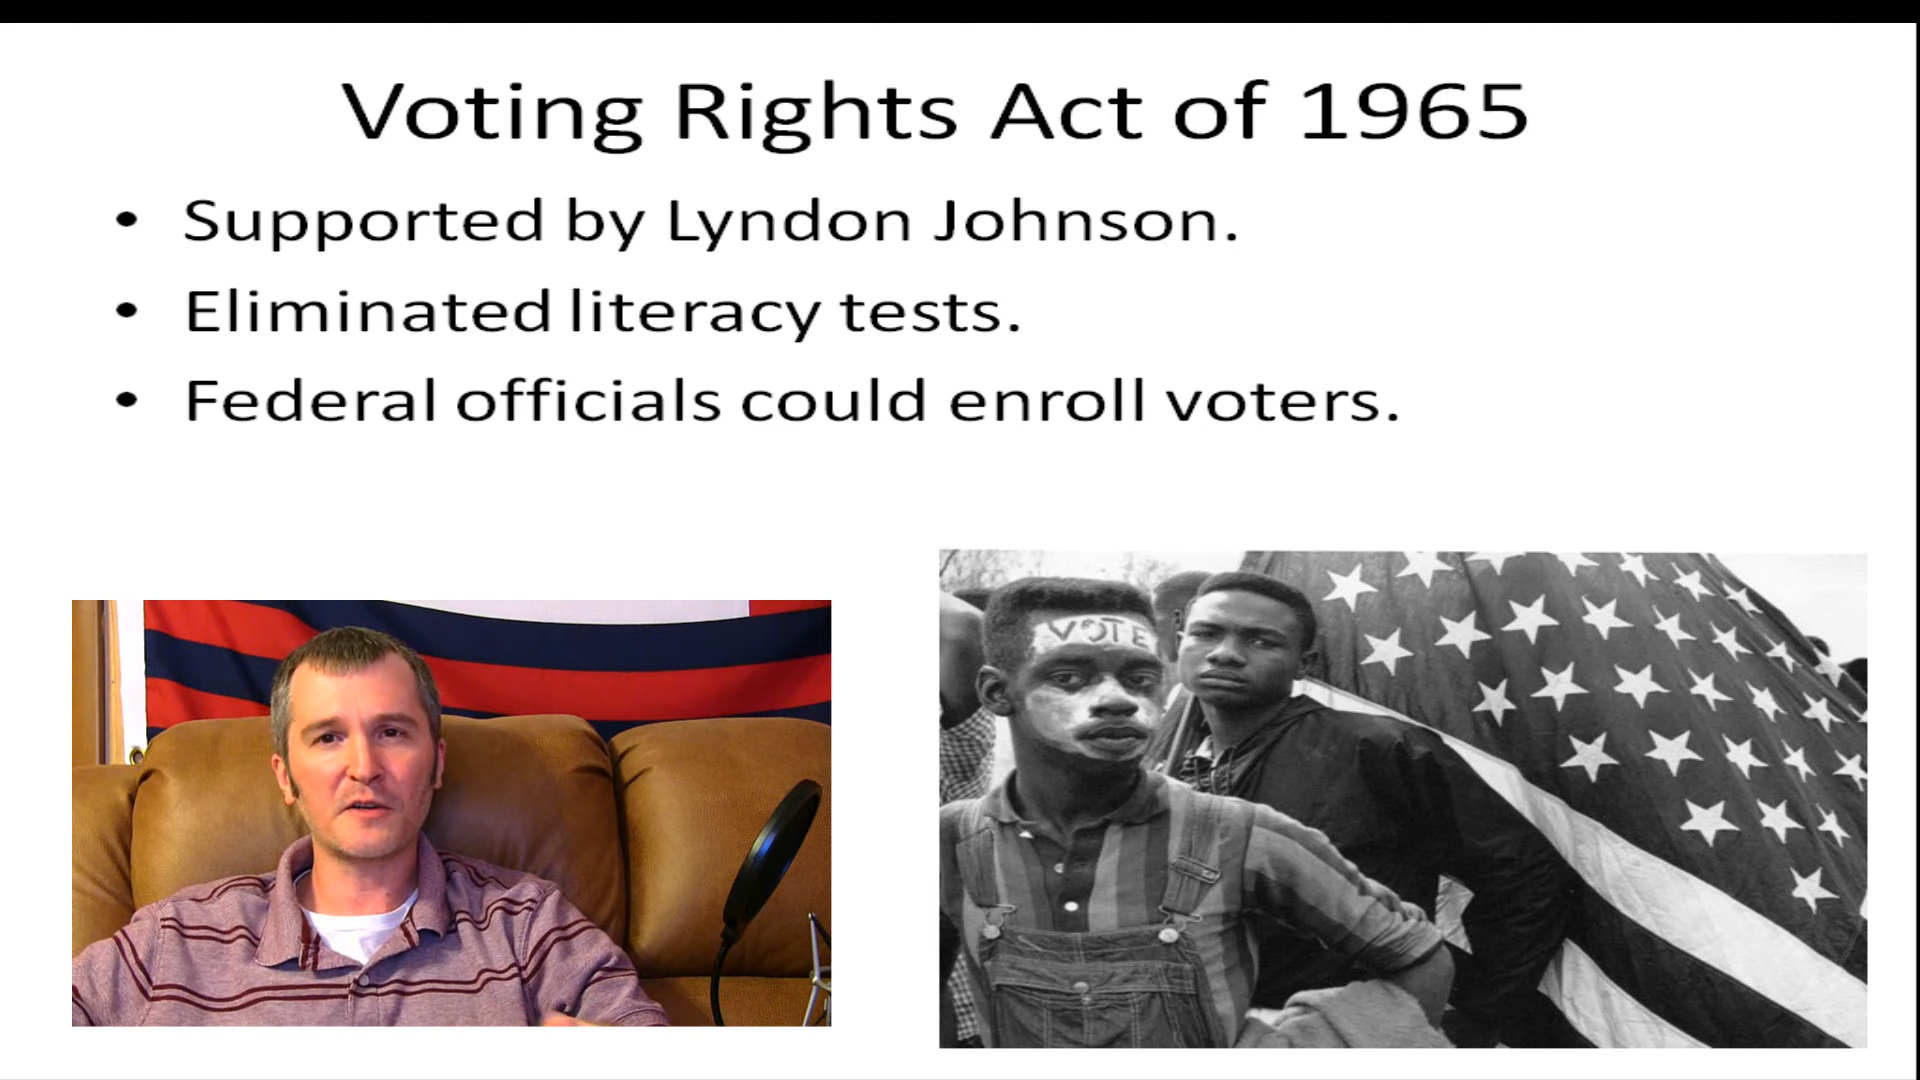 Voting Rights Act of 1965
• Supported by Lyndon Johnson.
• Eliminated literacy tests.
• Federal officials could enroll voters.
VOTE